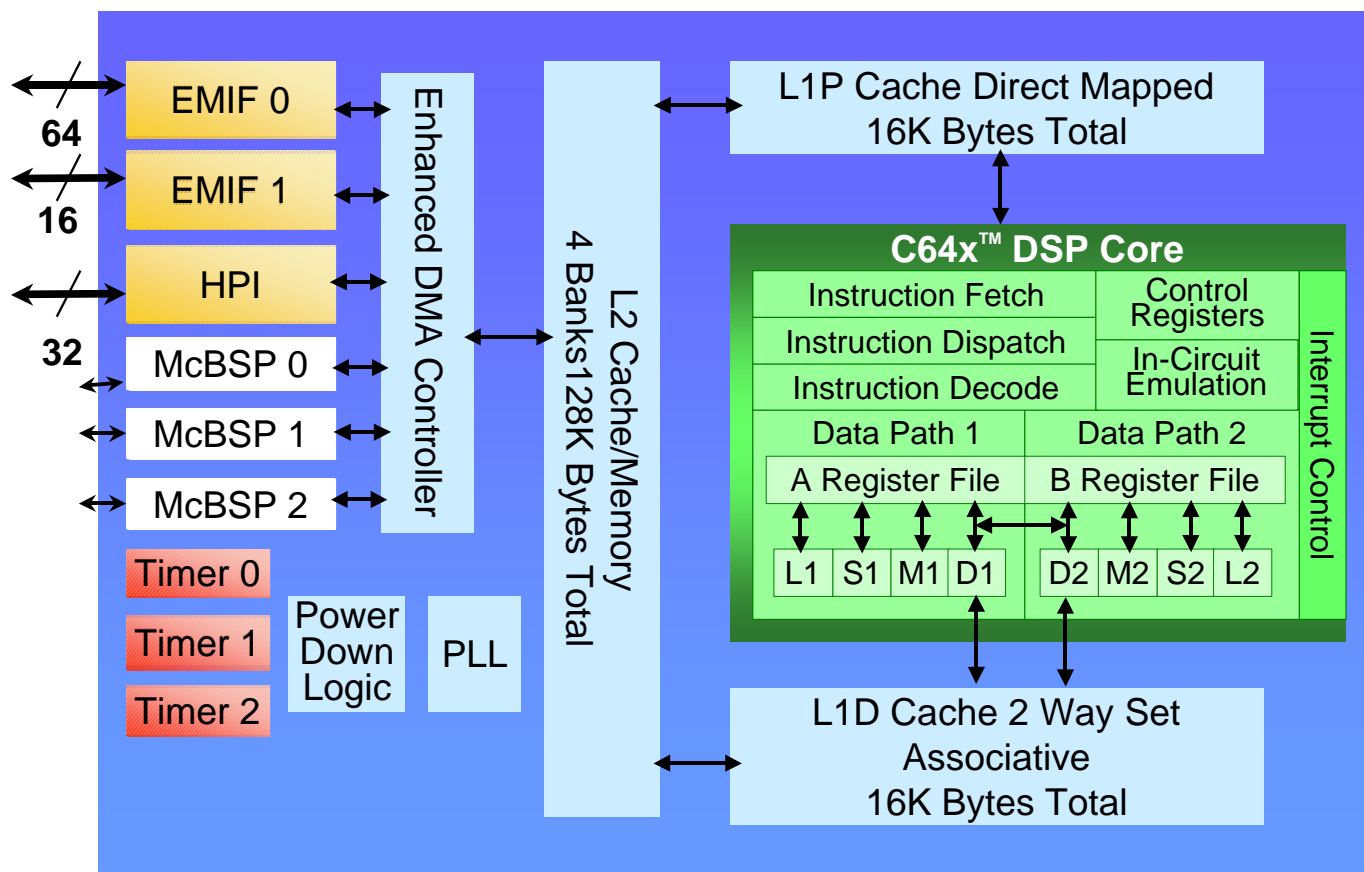 EMIF 0
64
EMIF 1
16
HPI
32
McBSP 0
McBSP 1
McBSP 2
Timer 0
Timer 1
Timer 2
Power
Down
Logic
PLL
Enhanced DMA Controller
L2 Cache/Memory
4 Banks128K Bytes Total
L1P Cache Direct Mapped
16K Bytes Total
C64x™ DSP Core
Instruction Fetch
Instruction Dispatch
Instruction Decode
Control
Registers
In-Circuit
Emulation
Interrupt Control
Data Path 1
Data Path 2
A Register File
B Register File
L1
S1
M1
D1
D2
M2
S2
L2
L1D Cache 2 Way Set
Associative
16K Bytes Total